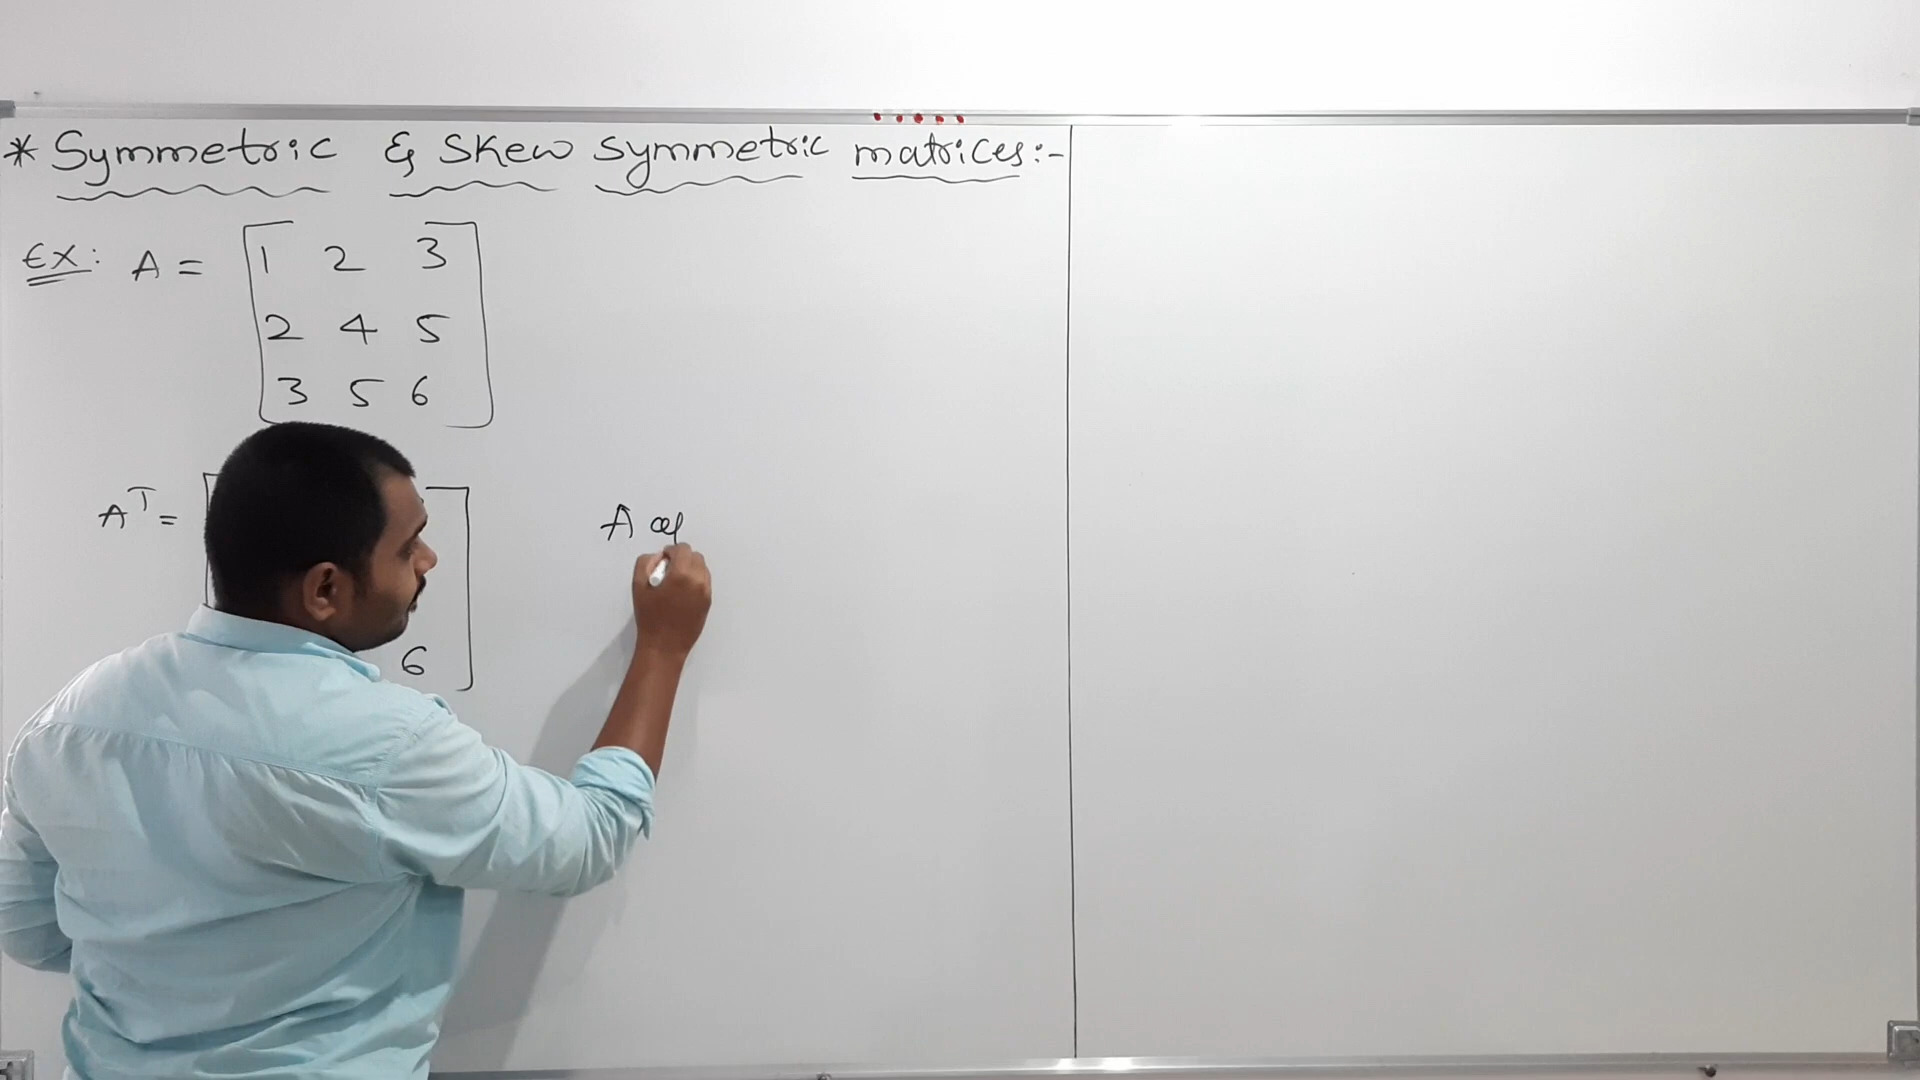 * Symmetric & Skew symmetric matrices:-
Ex: A = 1 2 3
2 4 5
3 5 6
A^T =
6
A